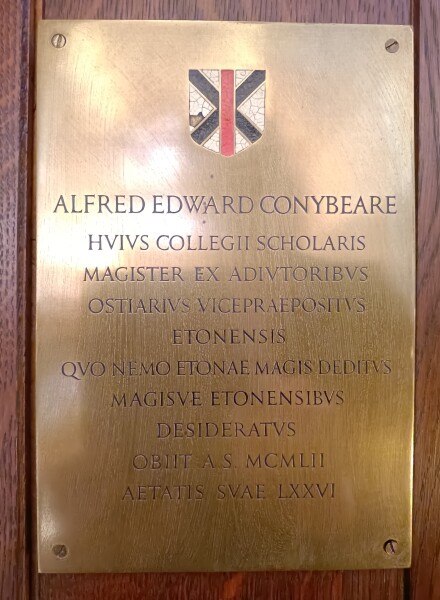 ALFRED EDWARD CONYBEARE
HVIVS COLLEGII SCHOLARIS
MAGISTER EX ADIVTORIBVS
OSTIARIVS VICEPRAEPOSITVS
ETONENSIS
QVO NEMO ETONAE MAGIS DEDITVS
MAGISVE ETONENSIBVS
DESIDERATVS
OBIIT A.S. MCMLII
AETATIS SVAE LXXVI